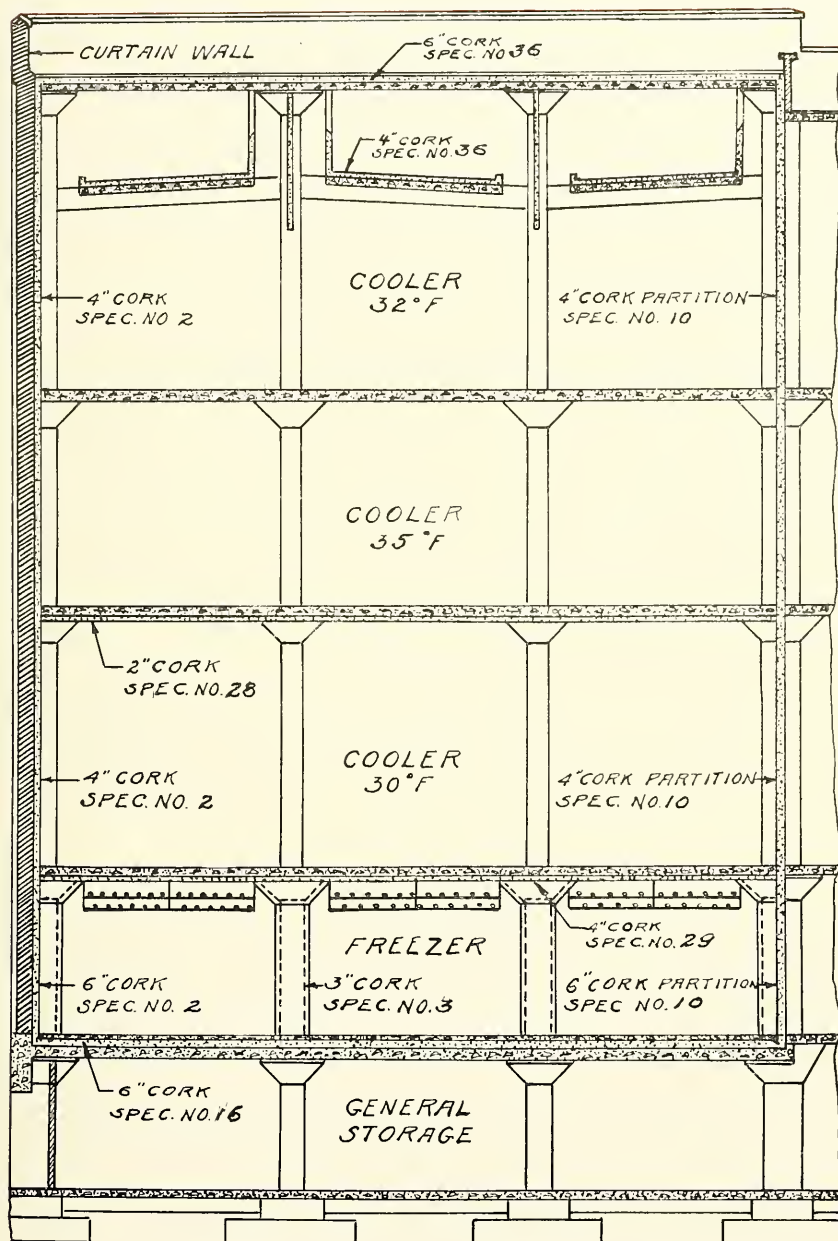 CURTAIN WALL
6" CORK
SPEC. NO 36
4" CORK
SPEC. NO. 36
COOLER
32° F
4" CORK
SPEC. NO 2
4" CORK PARTITION
SPEC. NO. 10
COOLER
35° F
2" CORK
SPEC. NO. 28
COOLER
30° F
4" CORK
SPEC. NO. 2
4" CORK PARTITION
SPEC. NO. 10
4" CORK
SPEC. NO. 29
FREEZER
6" CORK
SPEC. NO. 2
3" CORK
SPEC. NO. 3
6" CORK PARTITION
SPEC NO. 10
6" CORK
SPEC. NO. 16
GENERAL
STORAGE